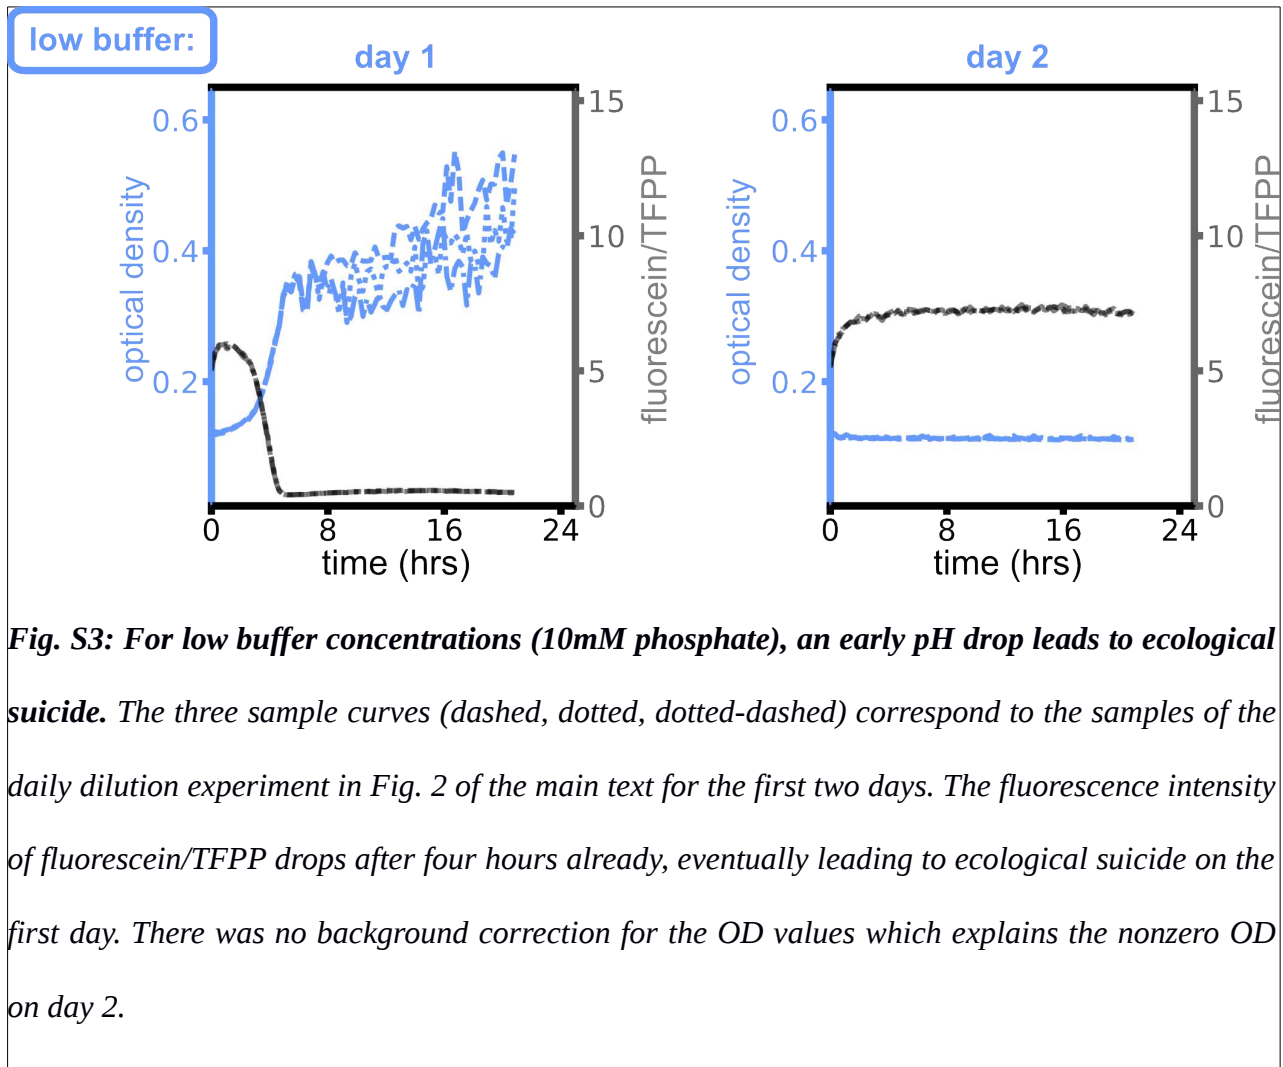 low buffer:
day 1
day 2
0.6
0.4
0.2
optical density
15
10
5
0
fluorescein/TFPP
0
8
16
24
time (hrs)
0.6
0.4
0.2
optical density
15
10
5
0
fluorescein/TFPP
0
8
16
24
time (hrs)
Fig. S3: For low buffer concentrations (10mM phosphate), an early pH drop leads to ecological
suicide. The three sample curves (dashed, dotted, dotted-dashed) correspond to the samples of the
daily dilution experiment in Fig. 2 of the main text for the first two days. The fluorescence intensity
of fluorescein/TFPP drops after four hours already, eventually leading to ecological suicide on the
first day. There was no background correction for the OD values which explains the nonzero OD
on day 2.